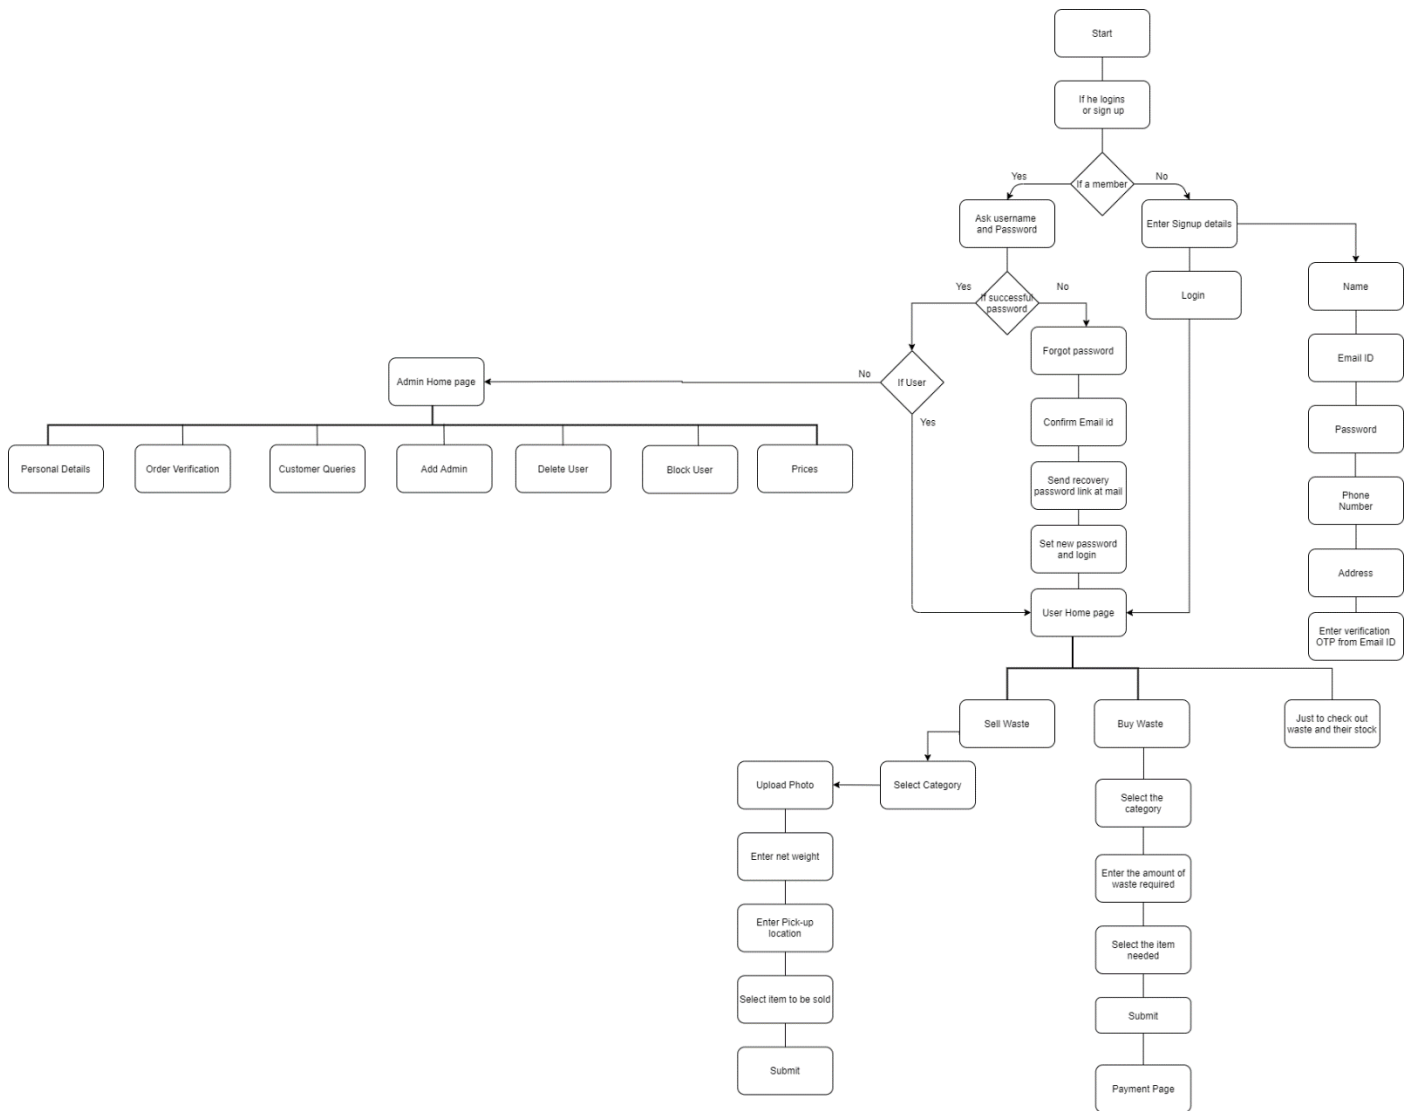 Start
If he logins
or sign up
If a member
Yes
No
Ask username
and Password
Enter Signup details
If successful
password
Yes
No
Login
Name
Forgot password
Email ID
If User
No
Yes
Admin Home page
Confirm Email id
Password
Personal Details
Order Verification
Customer Queries
Add Admin
Delete User
Block User
Prices
Send recovery
password link at mail
Phone
Number
Set new password
and login
Address
User Home page
Enter verification
OTP from Email ID
Sell Waste
Buy Waste
Just to check out
waste and their stock
Select Category
Upload Photo
Enter net weight
Enter Pick-up
location
Select item to be sold
Submit
Select the
category
Enter the amount of
waste required
Select the item
needed
Submit
Payment Page